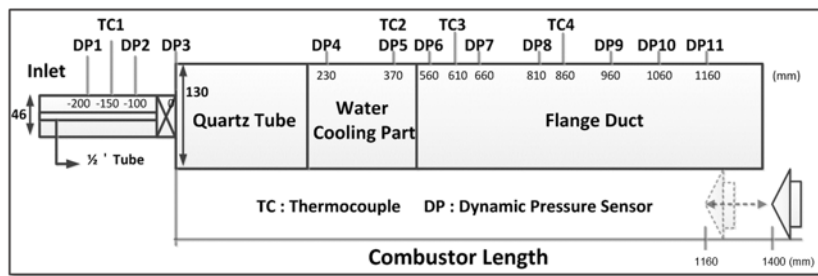 TC1 TC2 TC3 TC4
DP1 DP2 DP3 DP4 DP5 DP6 DP7 DP8 DP9 DP10 DP11
Inlet
-200 -150 -100 0 130 230 370 560 610 660 810 860 960 1060 1160 (mm)
46
Quartz Tube
Water
Cooling Part
Flange Duct
½ ' Tube
TC : Thermocouple DP : Dynamic Pressure Sensor
Combustor Length
1160 1400 (mm)